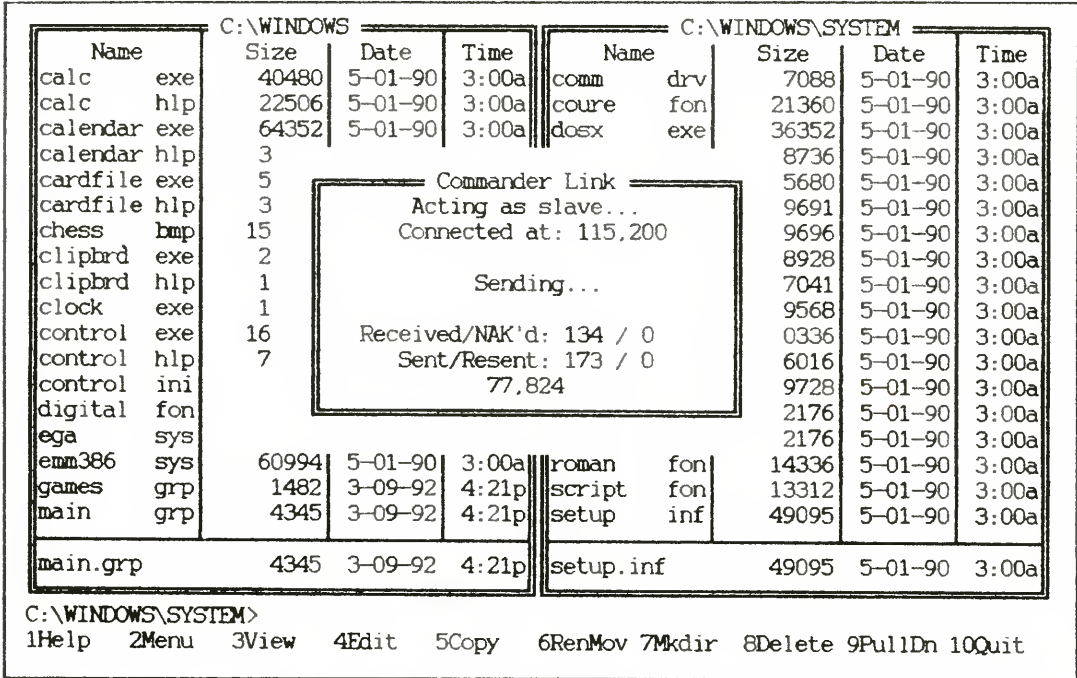 C:\WINDOWS C:\WINDOWS\SYSTEM
Name Size Date Time Name Size Date Time
calc exe 40480 5-01-90 3:00a comm drv 7088 5-01-90 3:00a
calc hlp 22506 5-01-90 3:00a coure fon 21360 5-01-90 3:00a
calendar exe 64352 5-01-90 3:00a dosx exe 36352 5-01-90 3:00a
calendar hlp 3 8736 5-01-90 3:00a
cardfile exe 5 Commander Link 5680 5-01-90 3:00a
cardfile hlp 3 Acting as slave... 9691 5-01-90 3:00a
chess bmp 15 Connected at: 115,200 9696 5-01-90 3:00a
clipbrd exe 2 8928 5-01-90 3:00a
clipbrd hlp 1 Sending... 7041 5-01-90 3:00a
clock exe 1 9568 5-01-90 3:00a
control exe 16 Received/NAK'd: 134 / 0 0336 5-01-90 3:00a
control hlp 7 Sent/Resent: 173 / 0 6016 5-01-90 3:00a
control ini 77,824 9728 5-01-90 3:00a
digital fon 2176 5-01-90 3:00a
ega sys 2176 5-01-90 3:00a
emm386 sys 60994 5-01-90 3:00a roman fon 14336 5-01-90 3:00a
games grp 1482 3-09-92 4:21p script fon 13312 5-01-90 3:00a
main grp 4345 3-09-92 4:21p setup inf 49095 5-01-90 3:00a
main.grp 4345 3-09-92 4:21p setup.inf 49095 5-01-90 3:00a
C:\WINDOWS\SYSTEM>
1Help 2Menu 3View 4Edit 5Copy 6RenMov 7Mkdir 8Delete 9PullDn 10Quit